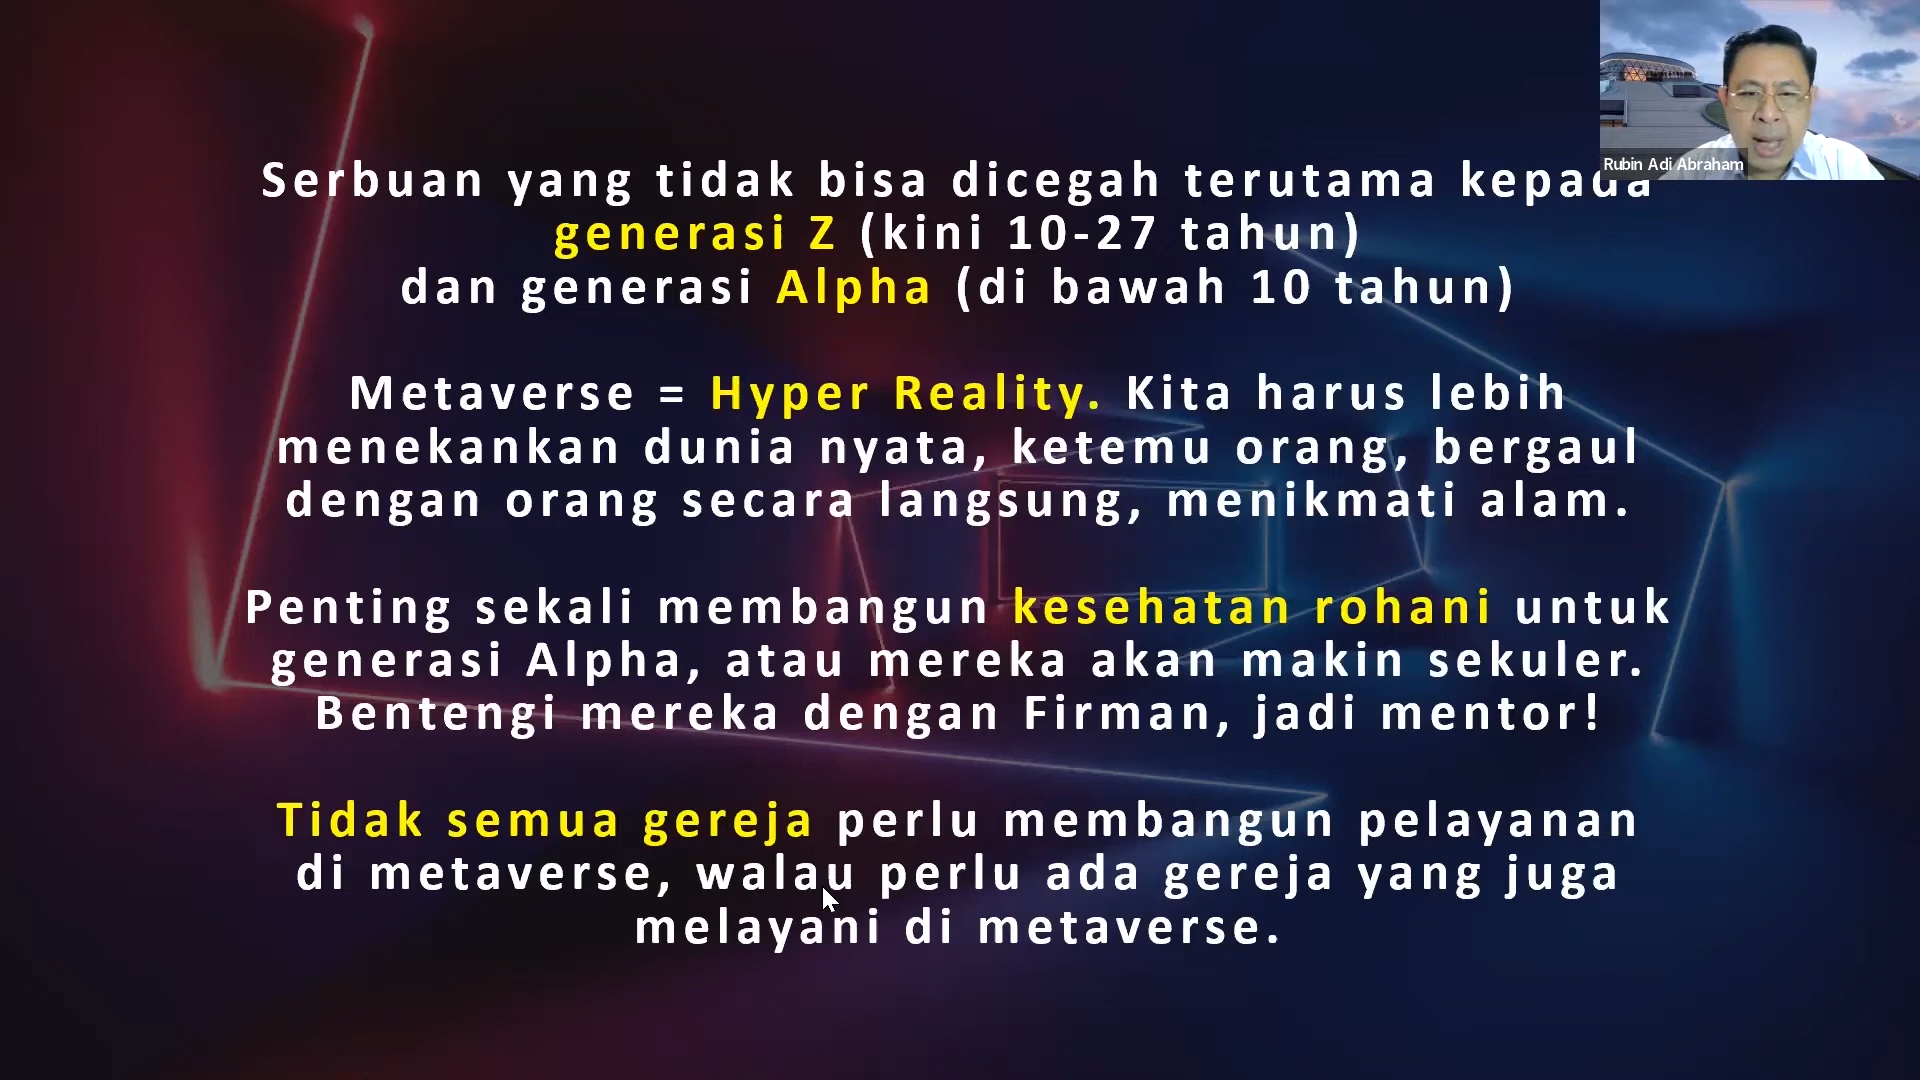 Rubin Adi Abraham
Serbuan yang tidak bisa dicegah terutama kepada
generasi Z (kini 10-27 tahun)
dan generasi Alpha (di bawah 10 tahun)
Metaverse = Hyper Reality. Kita harus lebih
menekankan dunia nyata, ketemu orang, bergaul
dengan orang secara langsung, menikmati alam.
Penting sekali membangun kesehatan rohani untuk
generasi Alpha, atau mereka akan makin sekuler.
Bentengi mereka dengan Firman, jadi mentor!
Tidak semua gereja perlu membangun pelayanan
di metaverse, walau perlu ada gereja yang juga
melayani di metaverse.